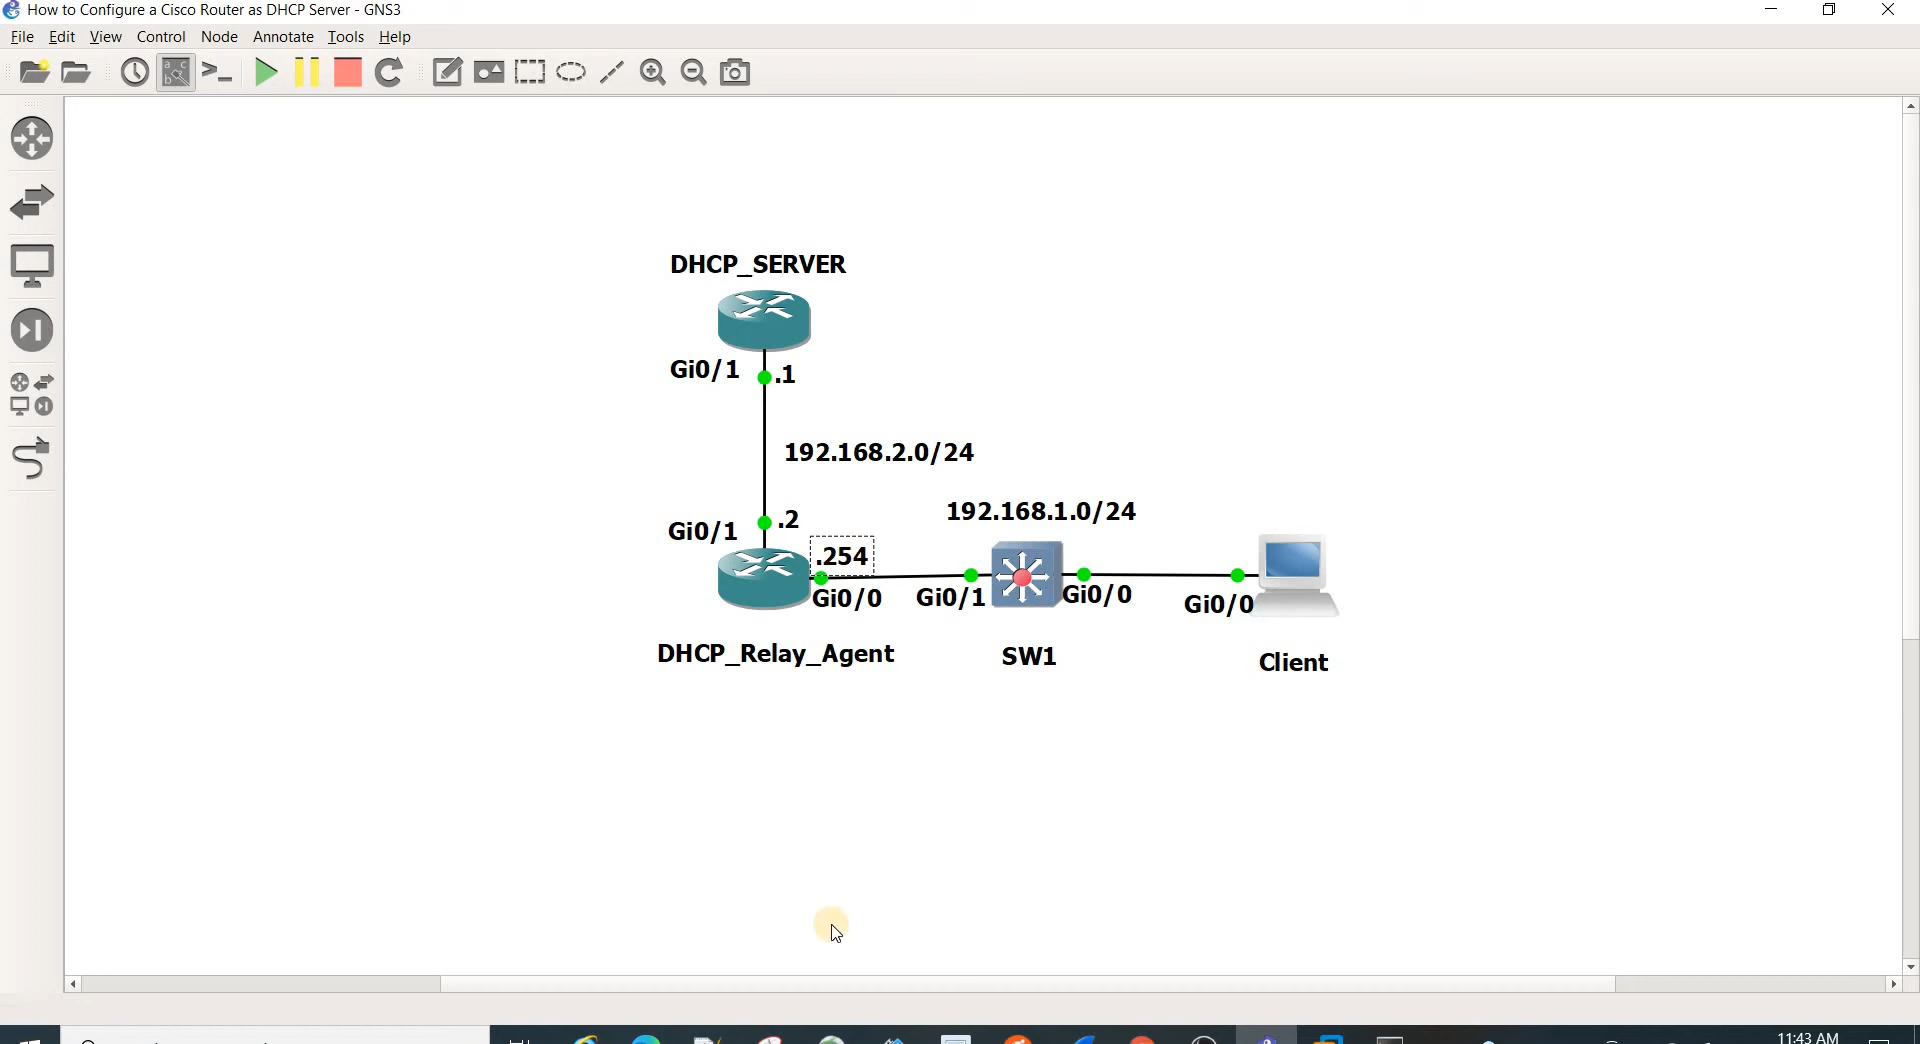 How to Configure a Cisco Router as DHCP Server - GNS3
File Edit View Control Node Annotate Tools Help
DHCP_SERVER
Gi0/1 .1
192.168.2.0/24
192.168.1.0/24
Gi0/1 .2
.254
Gi0/0 Gi0/1 Gi0/0 Gi0/0
DHCP_Relay_Agent SW1 Client
11:43 AM